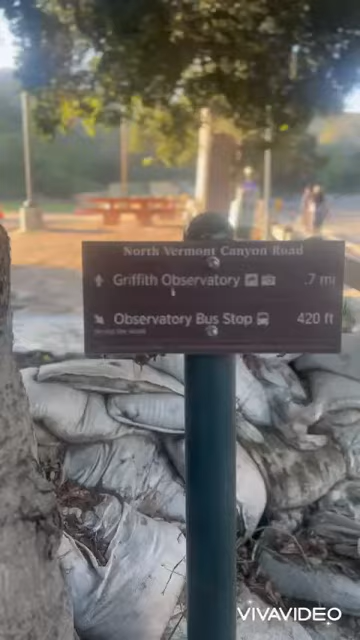 North Vermont Canyon Road
Griffith Observatory .7 mi
Observatory Bus Stop 420 ft
VIVAVIDEO